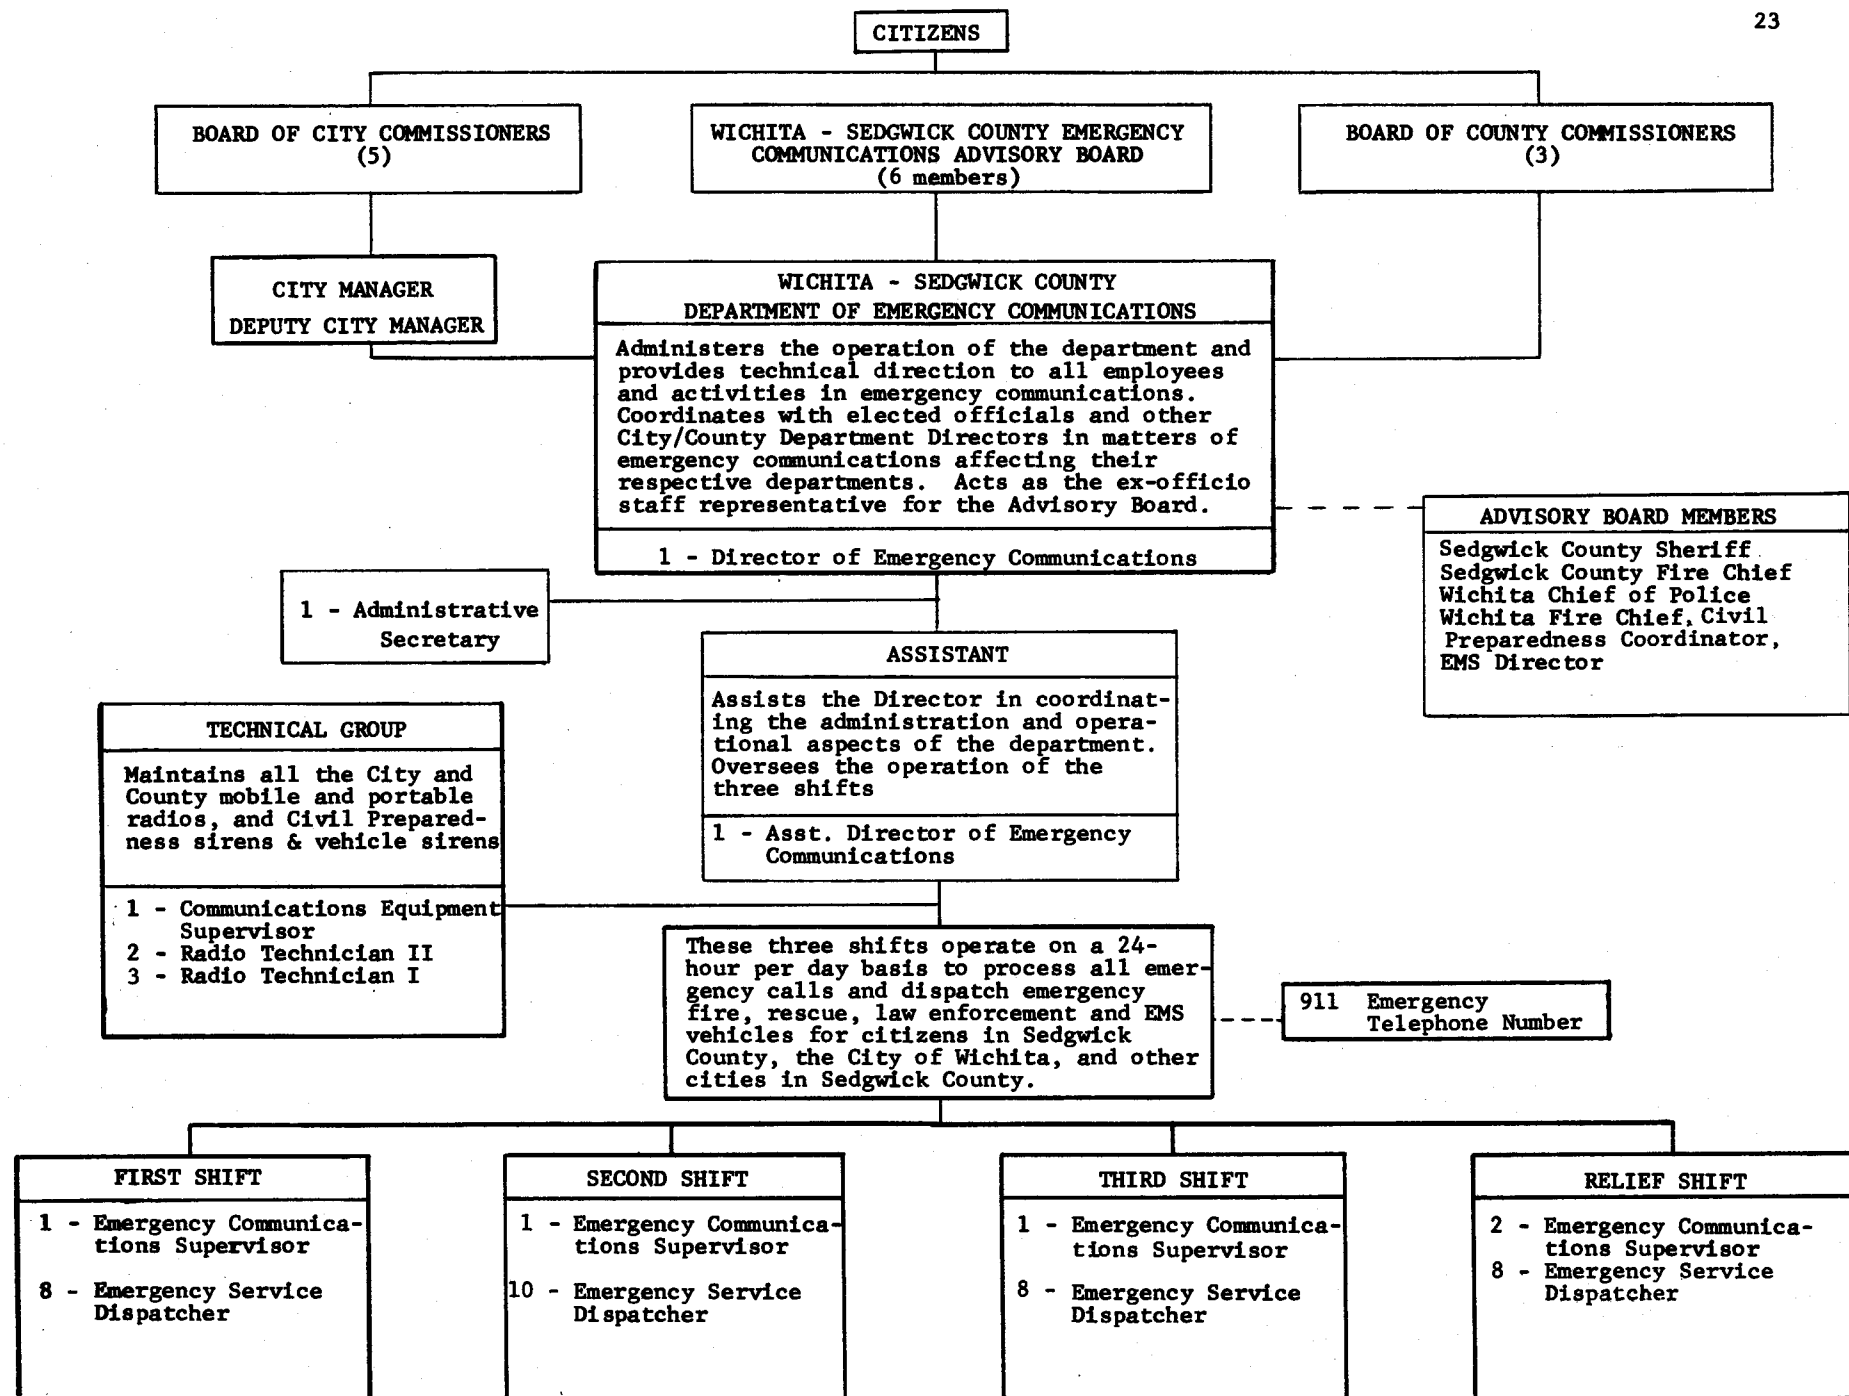 23
CITIZENS
BOARD OF CITY COMMISSIONERS
(5)
WICHITA - SEDGWICK COUNTY EMERGENCY
COMMUNICATIONS ADVISORY BOARD
(6 members)
BOARD OF COUNTY COMMISSIONERS
(3)
CITY MANAGER
DEPUTY CITY MANAGER
WICHITA - SEDGWICK COUNTY
DEPARTMENT OF EMERGENCY COMMUNICATIONS
Administers the operation of the department and
provides technical direction to all employees
and activities in emergency communications.
Coordinates with elected officials and other
City/County Department Directors in matters of
emergency communications affecting their
respective departments. Acts as the ex-officio
staff representative for the Advisory Board.
1 - Director of Emergency Communications
ADVISORY BOARD MEMBERS
Sedgwick County Sheriff
Sedgwick County Fire Chief
Wichita Chief of Police
Wichita Fire Chief, Civil
Preparedness Coordinator,
EMS Director
1 - Administrative
Secretary
ASSISTANT
Assists the Director in coordinat-
ing the administration and opera-
tional aspects of the department.
Oversees the operation of the
three shifts
1 - Asst. Director of Emergency
Communications
TECHNICAL GROUP
Maintains all the City and
County mobile and portable
radios, and Civil Prepared-
ness sirens & vehicle sirens
1 - Communications Equipment
Supervisor
2 - Radio Technician II
3 - Radio Technician I
These three shifts operate on a 24-
hour per day basis to process all emer-
gency calls and dispatch emergency
fire, rescue, law enforcement and EMS
vehicles for citizens in Sedgwick
County, the City of Wichita, and other
cities in Sedgwick County.
911 Emergency
Telephone Number
FIRST SHIFT
1 - Emergency Communica-
tions Supervisor
8 - Emergency Service
Dispatcher
SECOND SHIFT
1 - Emergency Communica-
tions Supervisor
10 - Emergency Service
Dispatcher
THIRD SHIFT
1 - Emergency Communica-
tions Supervisor
8 - Emergency Service
Dispatcher
RELIEF SHIFT
2 - Emergency Communica-
tions Supervisor
8 - Emergency Service
Dispatcher